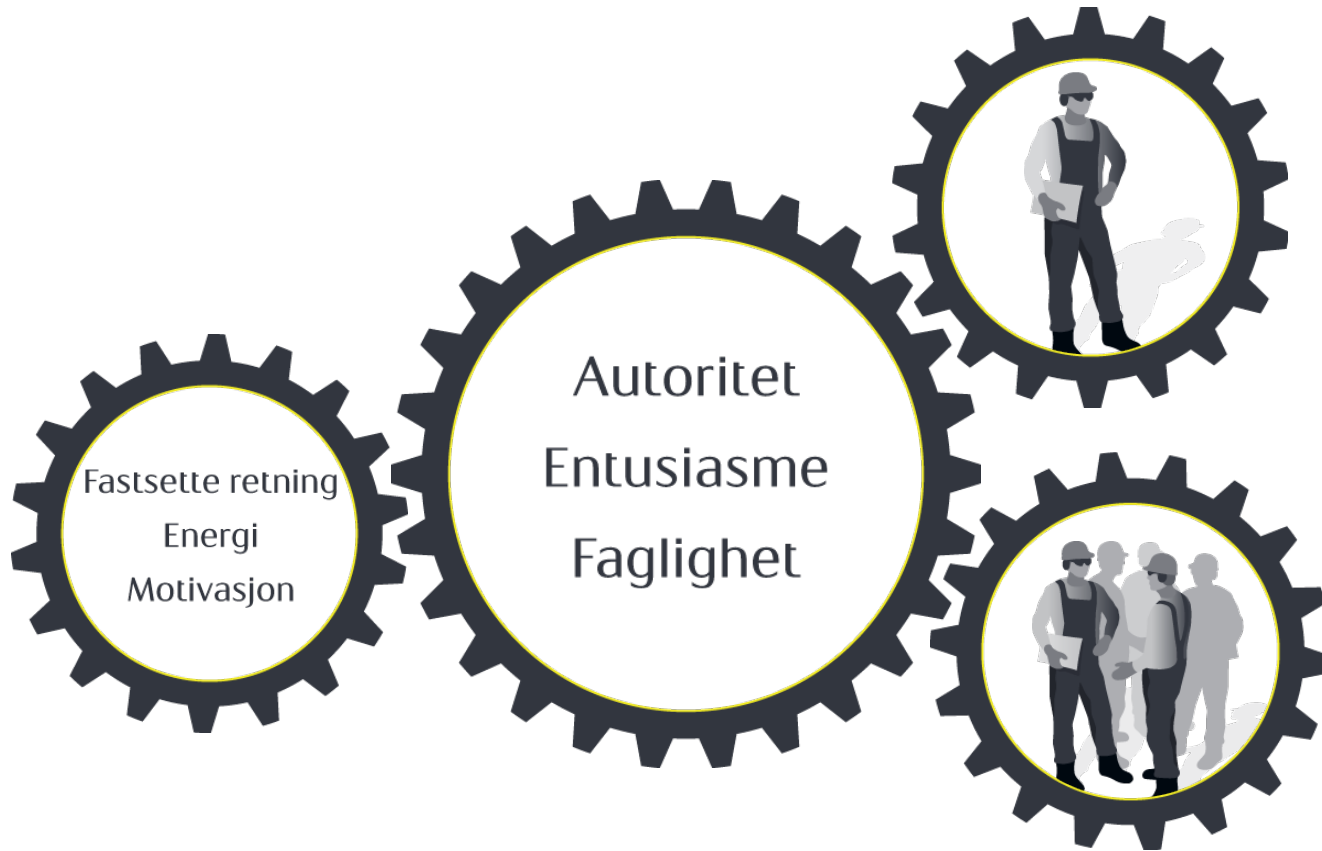 Fastsette retning
Energi
Motivasjon
Autoritet
Entusiasme
Faglighet